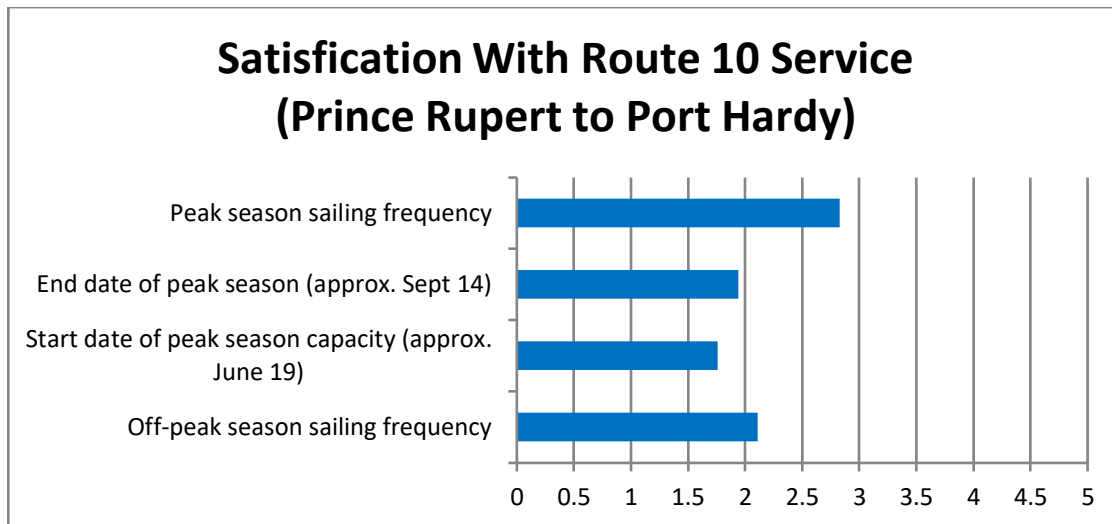 Satisfication With Route 10 Service
(Prince Rupert to Port Hardy)
Peak season sailing frequency
End date of peak season (approx. Sept 14)
Start date of peak season capacity (approx.
June 19)
Off-peak season sailing frequency
0 0.5 1 1.5 2 2.5 3 3.5 4 4.5 5